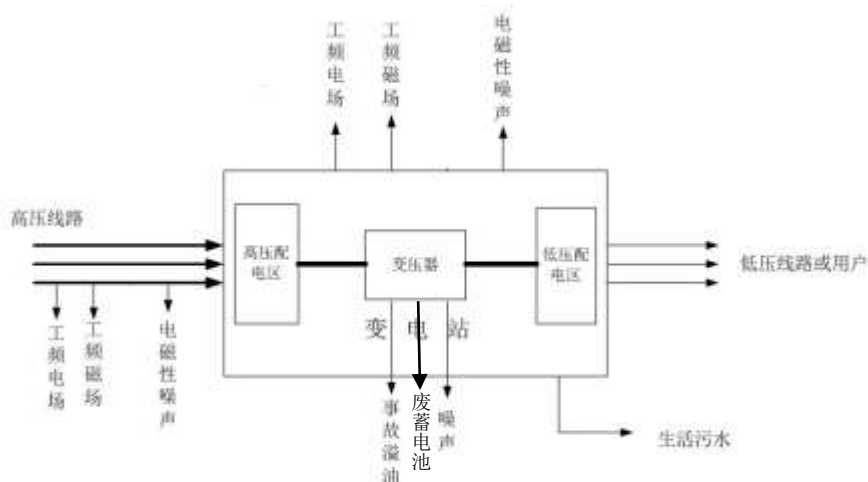 工频电场
工频磁场
电磁性噪声
高压线路
高压配
电区
变压器
低压配
电区
低压线路或用户
变电站
工频电场
工频磁场
电磁性噪声
事故溢油
废蓄电池
噪声
生活污水